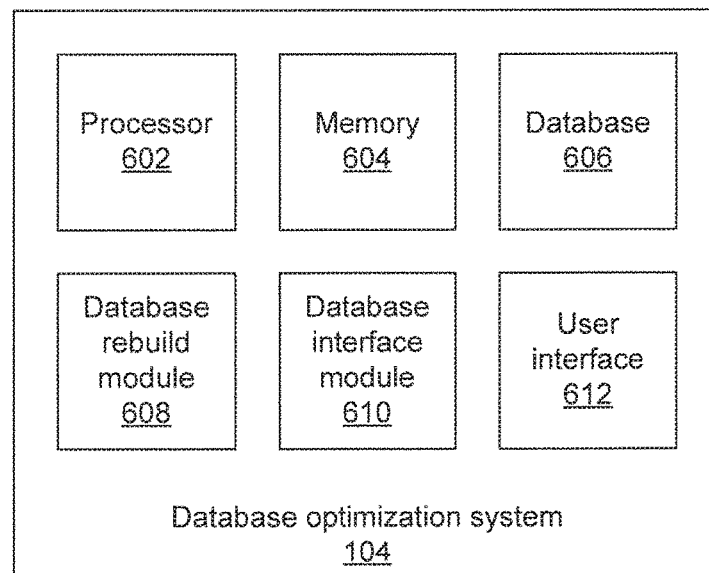 Processor
602
Memory
604
Database
606
Database
rebuild
module
608
Database
interface
module
610
User
interface
612
Database optimization system
104